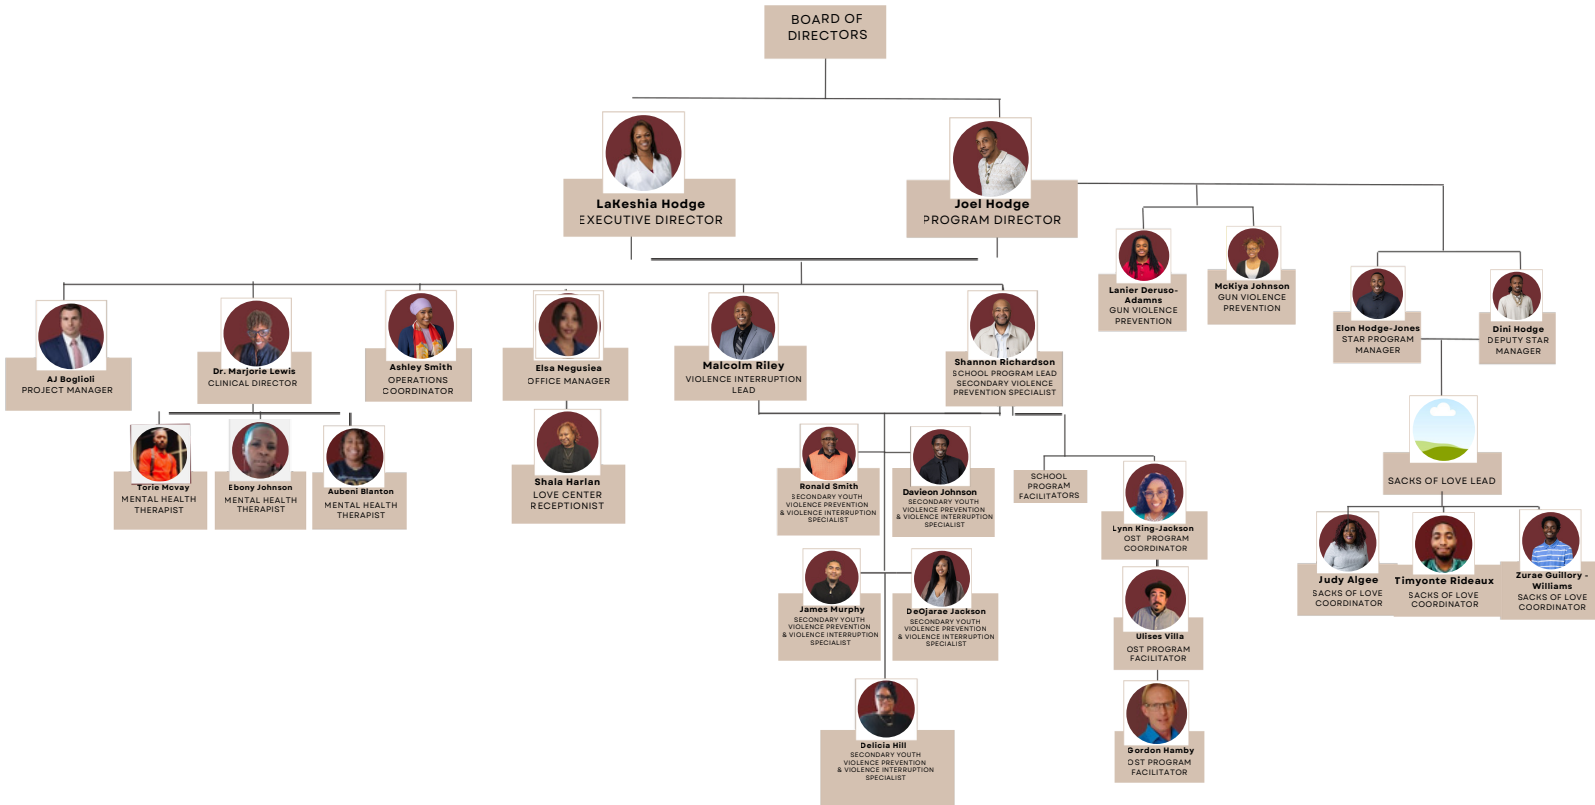 BOARD OF
DIRECTORS
LaKeshia Hodge
EXECUTIVE DIRECTOR
Joel Hodge
PROGRAM DIRECTOR
Lanier Deruso-
Adamns
GUN VIOLENCE
PREVENTION
McKiya Johnson
GUN VIOLENCE
PREVENTION
Elon Hodge-Jones
STAR PROGRAM
MANAGER
Dini Hodge
DEPUTY STAR
MANAGER
AJ Boglioli
PROJECT MANAGER
Dr. Marjorie Lewis
CLINICAL DIRECTOR
Ashley Smith
OPERATIONS
COORDINATOR
Elsa Negusiea
OFFICE MANAGER
Malcolm Riley
VIOLENCE INTERRUPTION
LEAD
Shannon Richardson
SCHOOL PROGRAM LEAD
SECONDARY VIOLENCE
PREVENTION SPECIALIST
Torie Mcvay
MENTAL HEALTH
THERAPIST
Ebony Johnson
MENTAL HEALTH
THERAPIST
Aubeni Blanton
MENTAL HEALTH
THERAPIST
Shala Harlan
LOVE CENTER
RECEPTIONIST
Ronald Smith
SECONDARY YOUTH
VIOLENCE PREVENTION
& VIOLENCE INTERRUPTION
SPECIALIST
Davieon Johnson
SECONDARY YOUTH
VIOLENCE PREVENTION
& VIOLENCE INTERRUPTION
SPECIALIST
SCHOOL
PROGRAM
FACILITATORS
Lynn King-Jackson
OST PROGRAM
COORDINATOR
SACKS OF LOVE LEAD
James Murphy
SECONDARY YOUTH
VIOLENCE PREVENTION
& VIOLENCE INTERRUPTION
SPECIALIST
DeOjarae Jackson
SECONDARY YOUTH
VIOLENCE PREVENTION
& VIOLENCE INTERRUPTION
SPECIALIST
Ulises Villa
OST PROGRAM
FACILITATOR
Judy Algee
SACKS OF LOVE
COORDINATOR
Timyonte Rideaux
SACKS OF LOVE
COORDINATOR
Zurae Guillory -
Williams
SACKS OF LOVE
COORDINATOR
Delicia Hill
SECONDARY YOUTH
VIOLENCE PREVENTION
& VIOLENCE INTERRUPTION
SPECIALIST
Gordon Hamby
OST PROGRAM
FACILITATOR